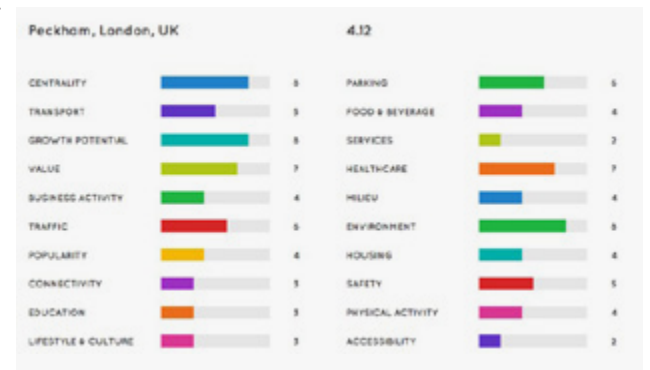 Peckham, London, UK 4.12
CENTRALITY 8 PARKING 6
TRANSPORT 5 FOOD & BEVERAGE 4
GROWTH POTENTIAL 8 SERVICES 2
VALUE 7 HEALTHCARE 7
BUSINESS ACTIVITY 4 MILIEU 4
TRAFFIC 6 ENVIRONMENT 8
POPULARITY 4 HOUSING 4
CONNECTIVITY 3 SAFETY 5
EDUCATION 3 PHYSICAL ACTIVITY 4
LIFESTYLE & CULTURE 3 ACCESSIBILITY 2